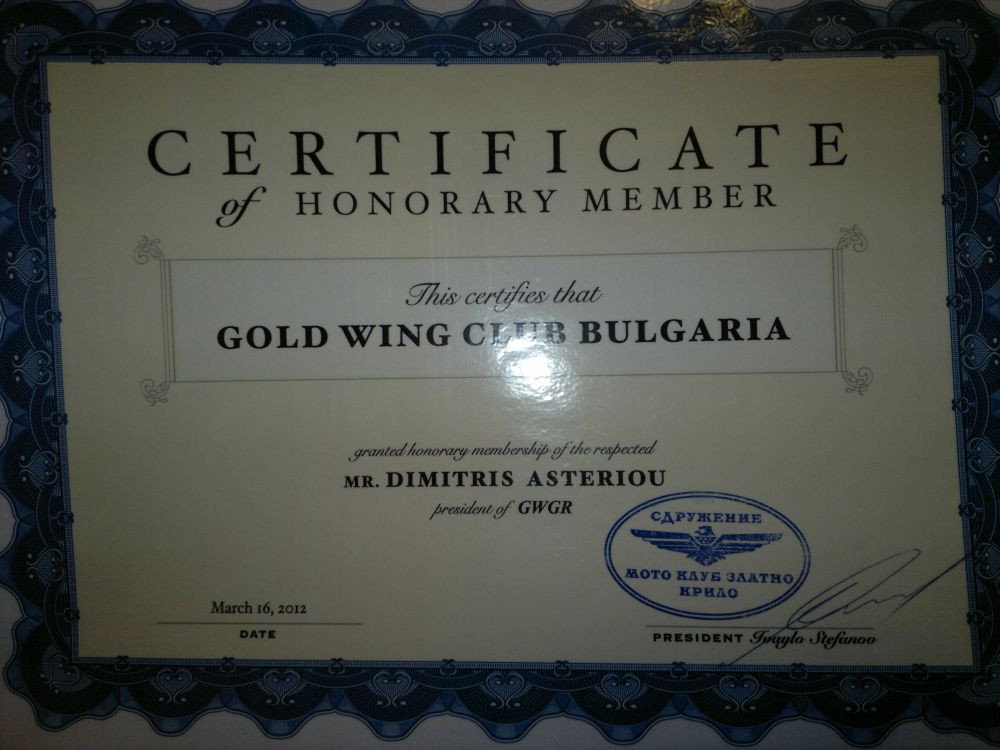 CERTIFICATE
of HONORARY MEMBER
This certifies that
GOLD WING CLUB BULGARIA
granted honorary membership of the respected
MR. DIMITRIS ASTERIOU
president of GWGR
СДРУЖЕНИЕ
МОТО КЛУБ ЗЛАТНО
КРИЛО
March 16, 2012
DATE
PRESIDENT Ivaylo Stefanov